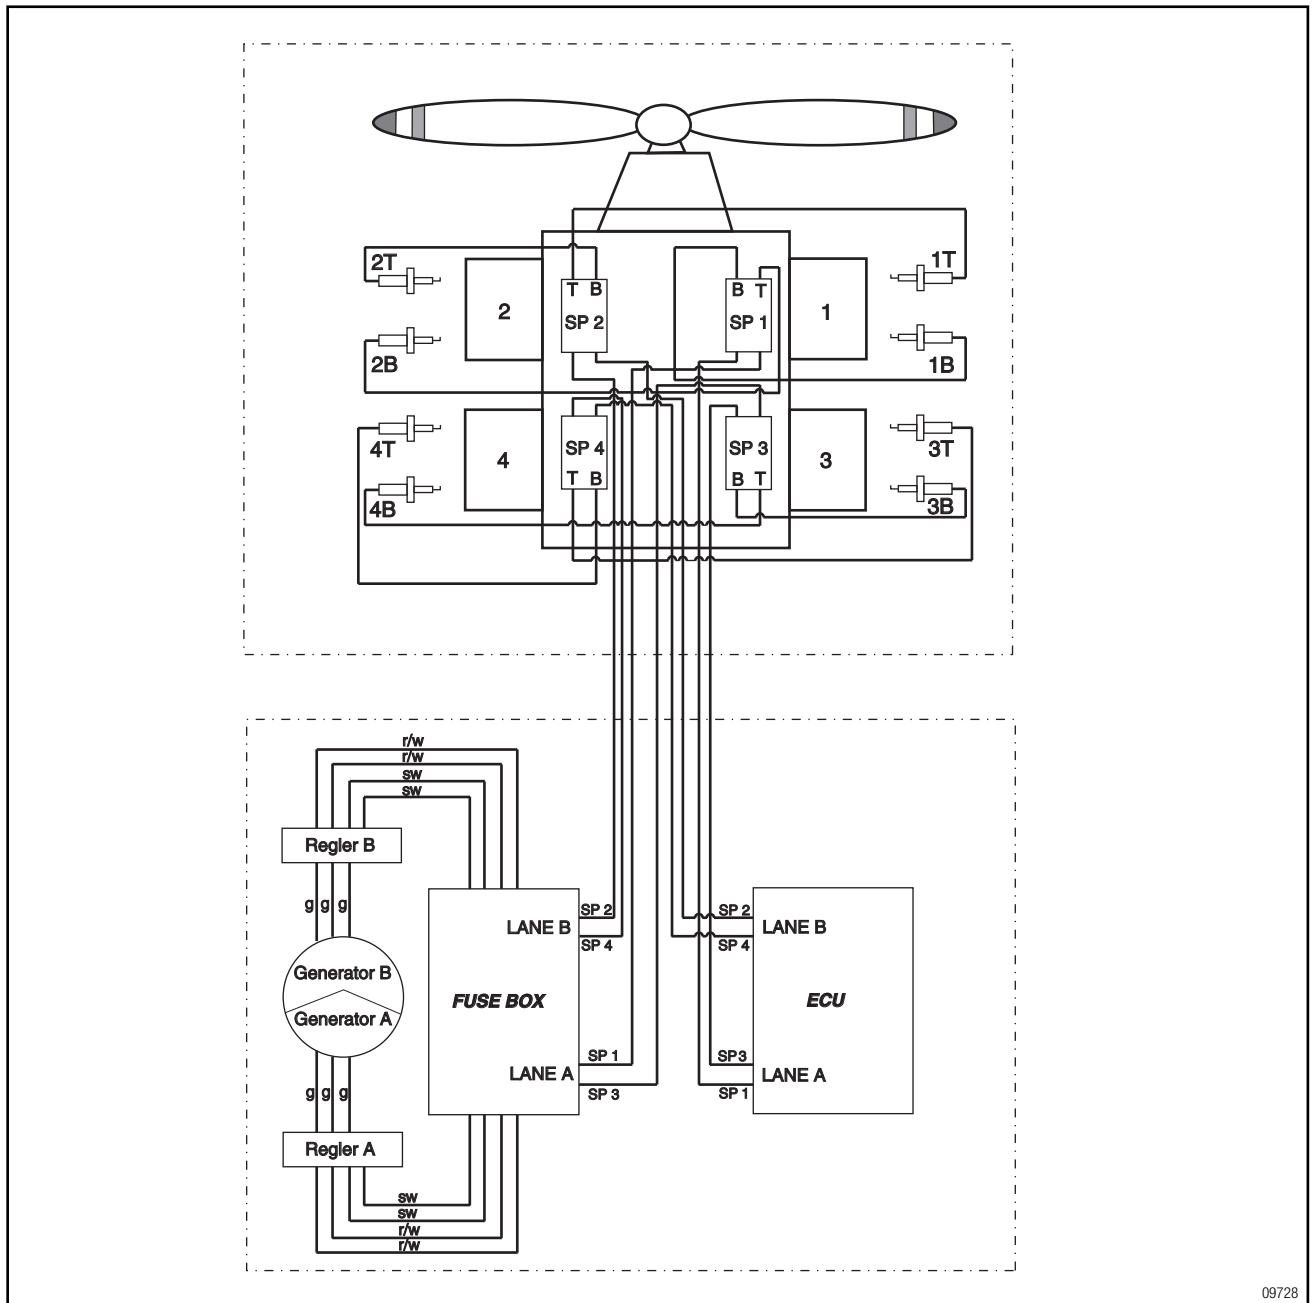 2T
1T
T B
B T
2
SP 2
SP 1
1
2B
1B
4T
3T
4
SP 4
SP 3
3
T B
B T
4B
3B
r/w
r/w
sw
sw
Regler B
g g g
SP 2
LANE B
SP 4
SP 2
LANE B
SP 4
Generator B
Generator A
FUSE BOX
ECU
SP 1
LANE A
SP 3
SP3
LANE A
SP 1
g g g
Regler A
sw
sw
r/w
r/w
09728